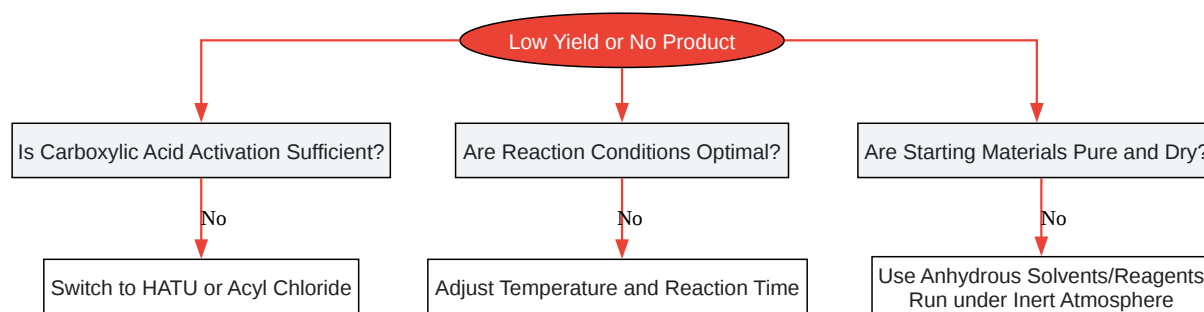 Low Yield or No Product
Is Carboxylic Acid Activation Sufficient?
Are Reaction Conditions Optimal?
Are Starting Materials Pure and Dry?
No
No
No
Switch to HATU or Acyl Chloride
Adjust Temperature and Reaction Time
Use Anhydrous Solvents/Reagents
Run under Inert Atmosphere